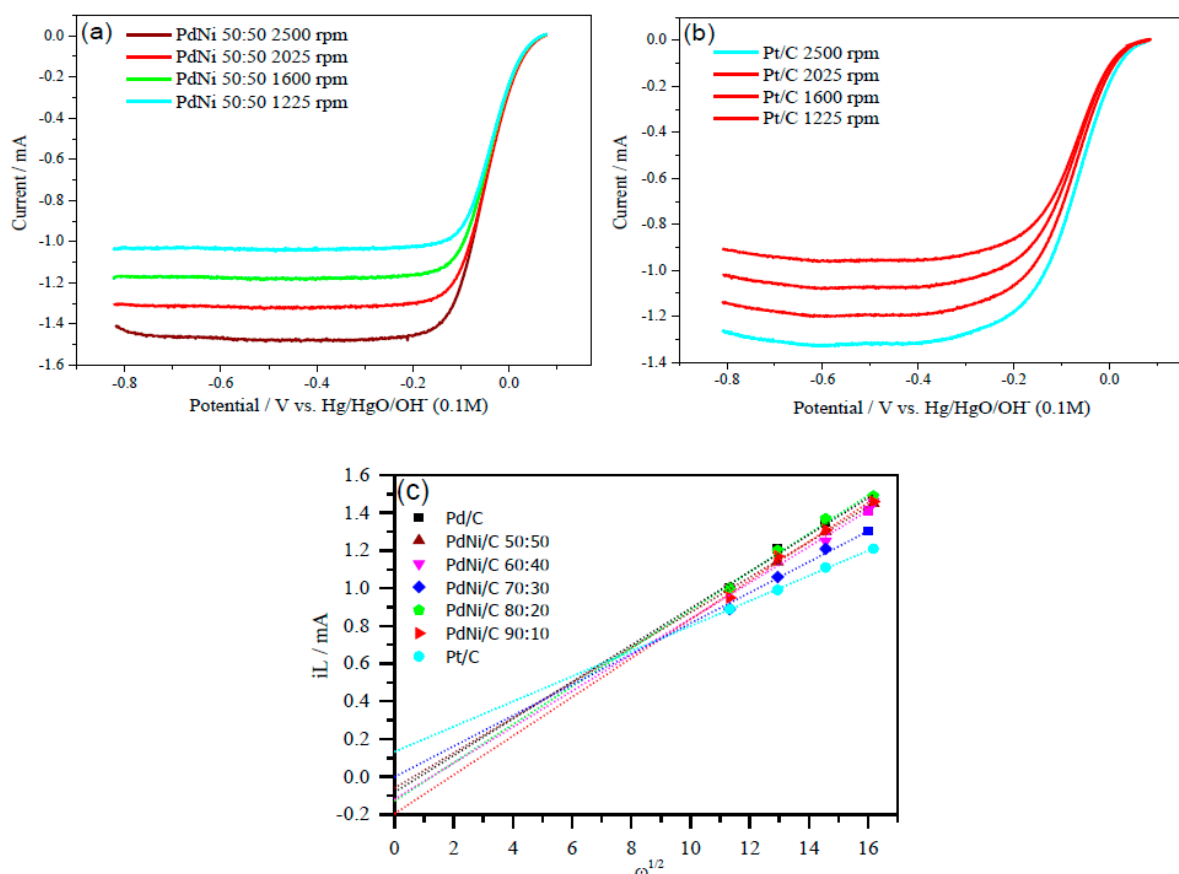 (a)
PdNi 50:50 2500 rpm
PdNi 50:50 2025 rpm
PdNi 50:50 1600 rpm
PdNi 50:50 1225 rpm
0.0
-0.2
-0.4
-0.6
-0.8
-1.0
-1.2
-1.4
-1.6
Current / mA
-0.8 -0.6 -0.4 -0.2 0.0
Potential / V vs. Hg/HgO/OH⁻ (0.1M)
(b)
Pt/C 2500 rpm
Pt/C 2025 rpm
Pt/C 1600 rpm
Pt/C 1225 rpm
0.0
-0.2
-0.4
-0.6
-0.8
-1.0
-1.2
-1.4
Current / mA
-0.8 -0.6 -0.4 -0.2 0.0
Potential / V vs. Hg/HgO/OH⁻ (0.1M)
(c)
Pd/C
PdNi/C 50:50
PdNi/C 60:40
PdNi/C 70:30
PdNi/C 80:20
PdNi/C 90:10
Pt/C
1.6
1.4
1.2
1.0
0.8
0.6
0.4
0.2
0.0
-0.2
iL / mA
0 2 4 6 8 10 12 14 16
ω¹ᐟ²